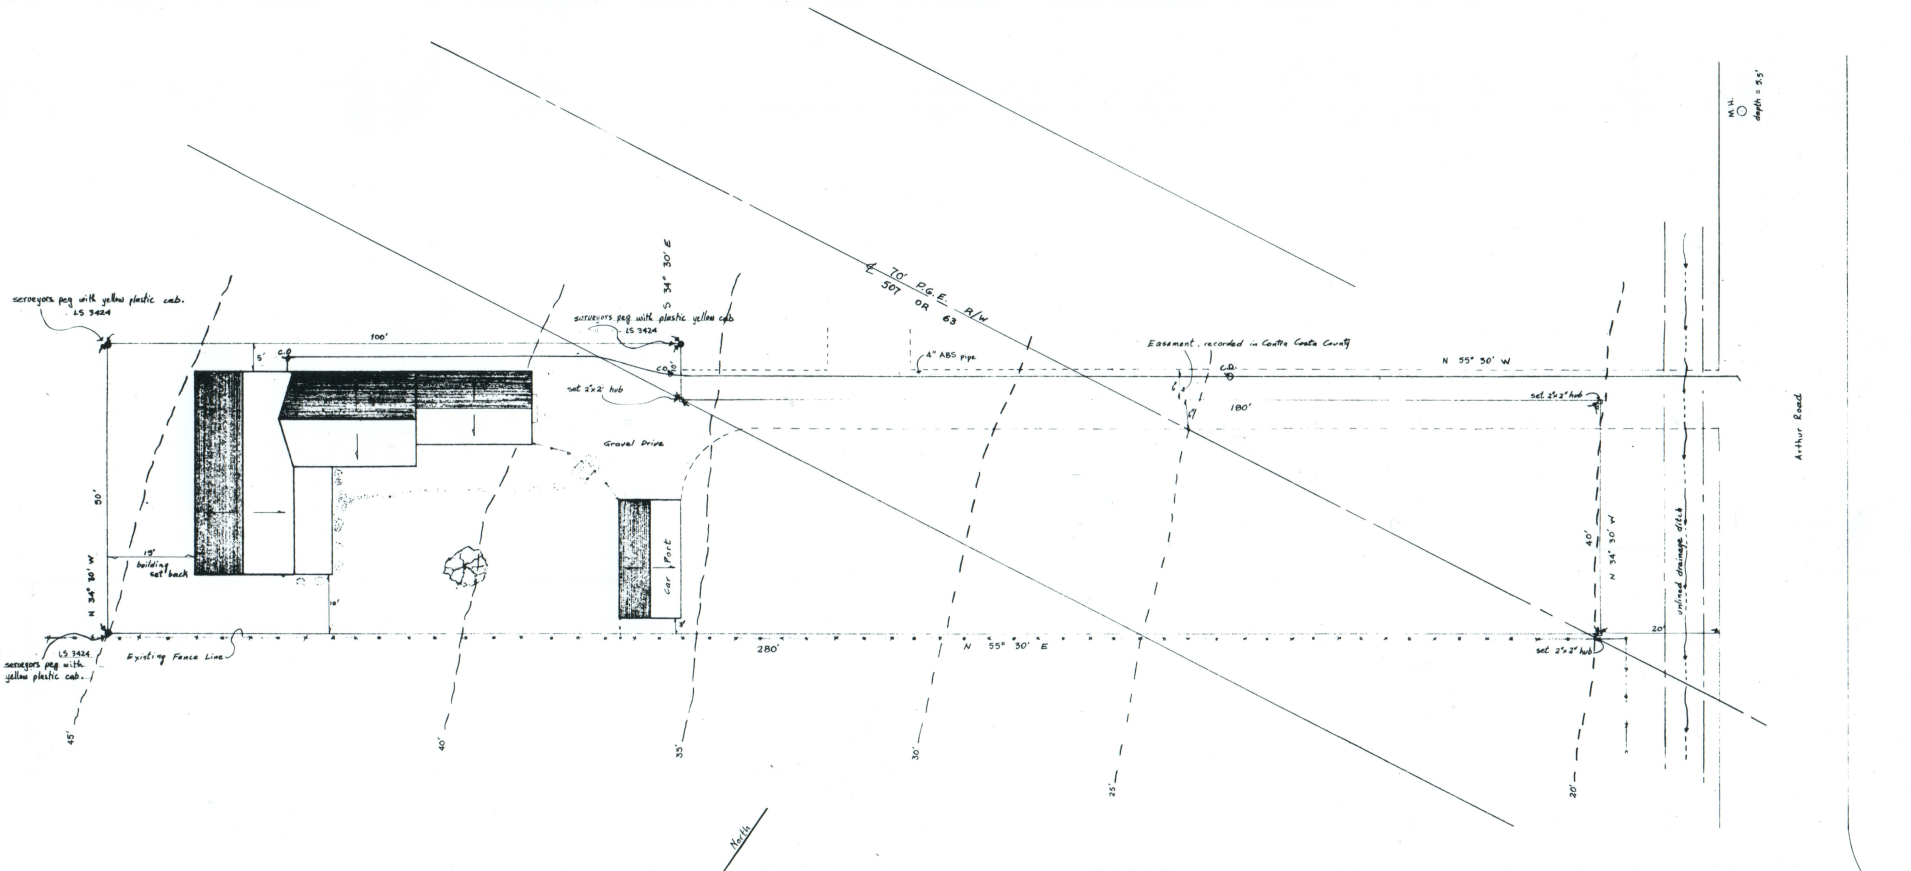 M.H.
depth = 5.5'
S 34° 30' E
70' P.G.E. R/W
507 OR 63
serveyors peg with yellow plastic cab.
LS 3424
surveyors peg with plastic yellow cab
LS 3424
100'
5'
C.O
C.O.
10'
4" ABS pipe
Easement, recorded in Contra Costa County
C.O.
N 55° 30' W
set 2"x2" hub
180'
set 2"x2" hub
Arthur Road
Gravel Drive
50'
N 34° 30' W
15'
building
set back
10'
Car Port
40'
N 34° 30' W
unlined drainage ditch
20'
Existing Fence Line
280'
N 55° 30' E
set 2"x2" hub
LS 3424
serveyors peg with
yellow plastic cab.
45'
40'
35'
30'
25'
20'
North